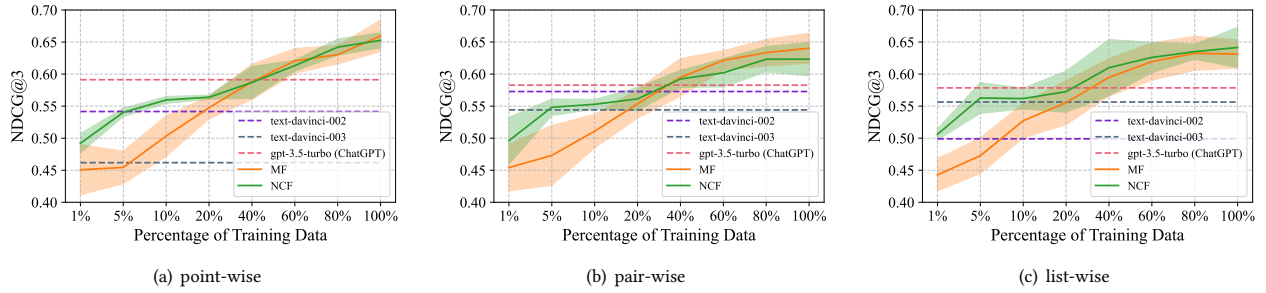 0.70
0.65
0.60
0.55
0.50
0.45
0.40
NDCG@3
1% 5% 10% 20% 40% 60% 80% 100%
Percentage of Training Data
text-davinci-002
text-davinci-003
gpt-3.5-turbo (ChatGPT)
MF
NCF
(a) point-wise
0.70
0.65
0.60
0.55
0.50
0.45
0.40
NDCG@3
1% 5% 10% 20% 40% 60% 80% 100%
Percentage of Training Data
text-davinci-002
text-davinci-003
gpt-3.5-turbo (ChatGPT)
MF
NCF
(b) pair-wise
0.70
0.65
0.60
0.55
0.50
0.45
0.40
NDCG@3
1% 5% 10% 20% 40% 60% 80% 100%
Percentage of Training Data
text-davinci-002
text-davinci-003
gpt-3.5-turbo (ChatGPT)
MF
NCF
(c) list-wise